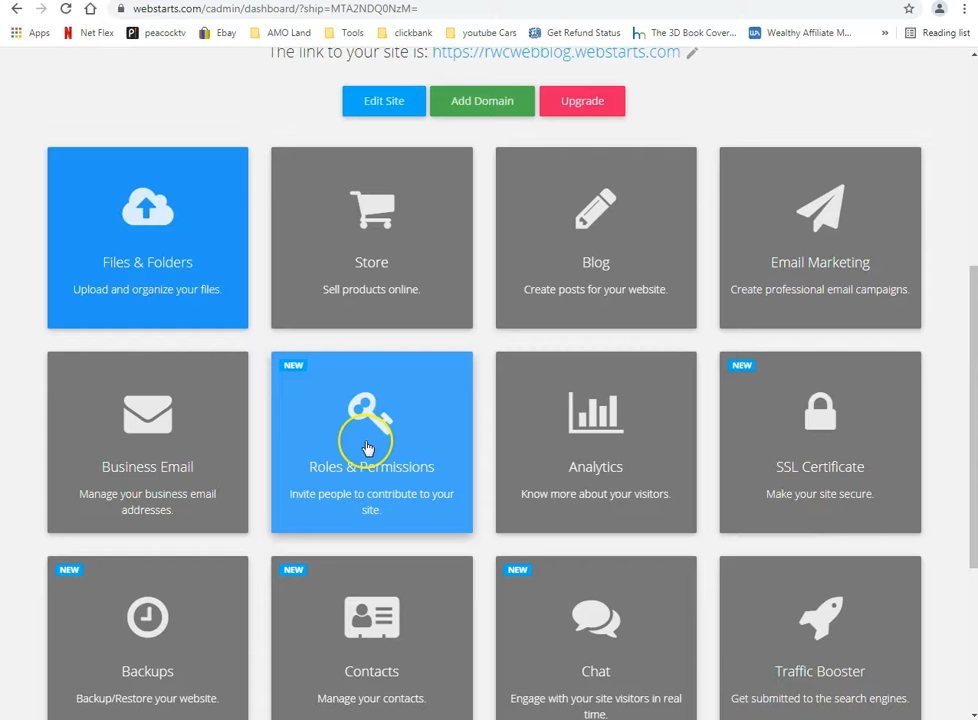 webstarts.com/cadmin/dashboard/?ship=MTA2NDQ0NzM=
Apps
Net Flex
peacocktv
Ebay
AMO Land
Tools
clickbank
youtube Cars
Get Refund Status
The 3D Book Cover...
Wealthy Affiliate M...
»
Reading list
The link to your site is: https://rwcwebblog.webstarts.com
Edit Site
Add Domain
Upgrade
Files & Folders
Upload and organize your files.
Store
Sell products online.
Blog
Create posts for your website.
Email Marketing
Create professional email campaigns.
Business Email
Manage your business email
addresses.
NEW
Roles & Permissions
Invite people to contribute to your
site.
Analytics
Know more about your visitors.
NEW
SSL Certificate
Make your site secure.
NEW
Backups
Backup/Restore your website.
NEW
Contacts
Manage your contacts.
NEW
Chat
Engage with your site visitors in real
time.
Traffic Booster
Get submitted to the search engines.